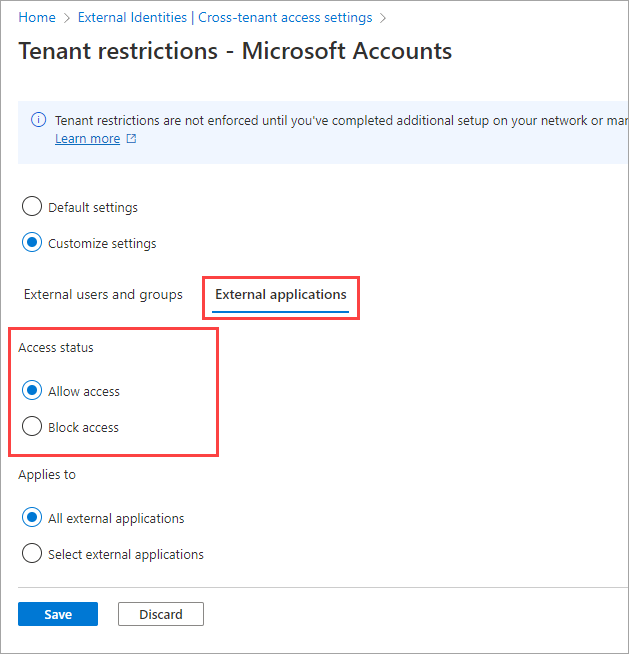 Home > External Identities | Cross-tenant access settings >
Tenant restrictions - Microsoft Accounts
Tenant restrictions are not enforced until you've completed additional setup on your network or
Learn more
Default settings
Customize settings
External users and groups External applications
Access status
Allow access
Block access
Applies to
All external applications
Select external applications
Save Discard